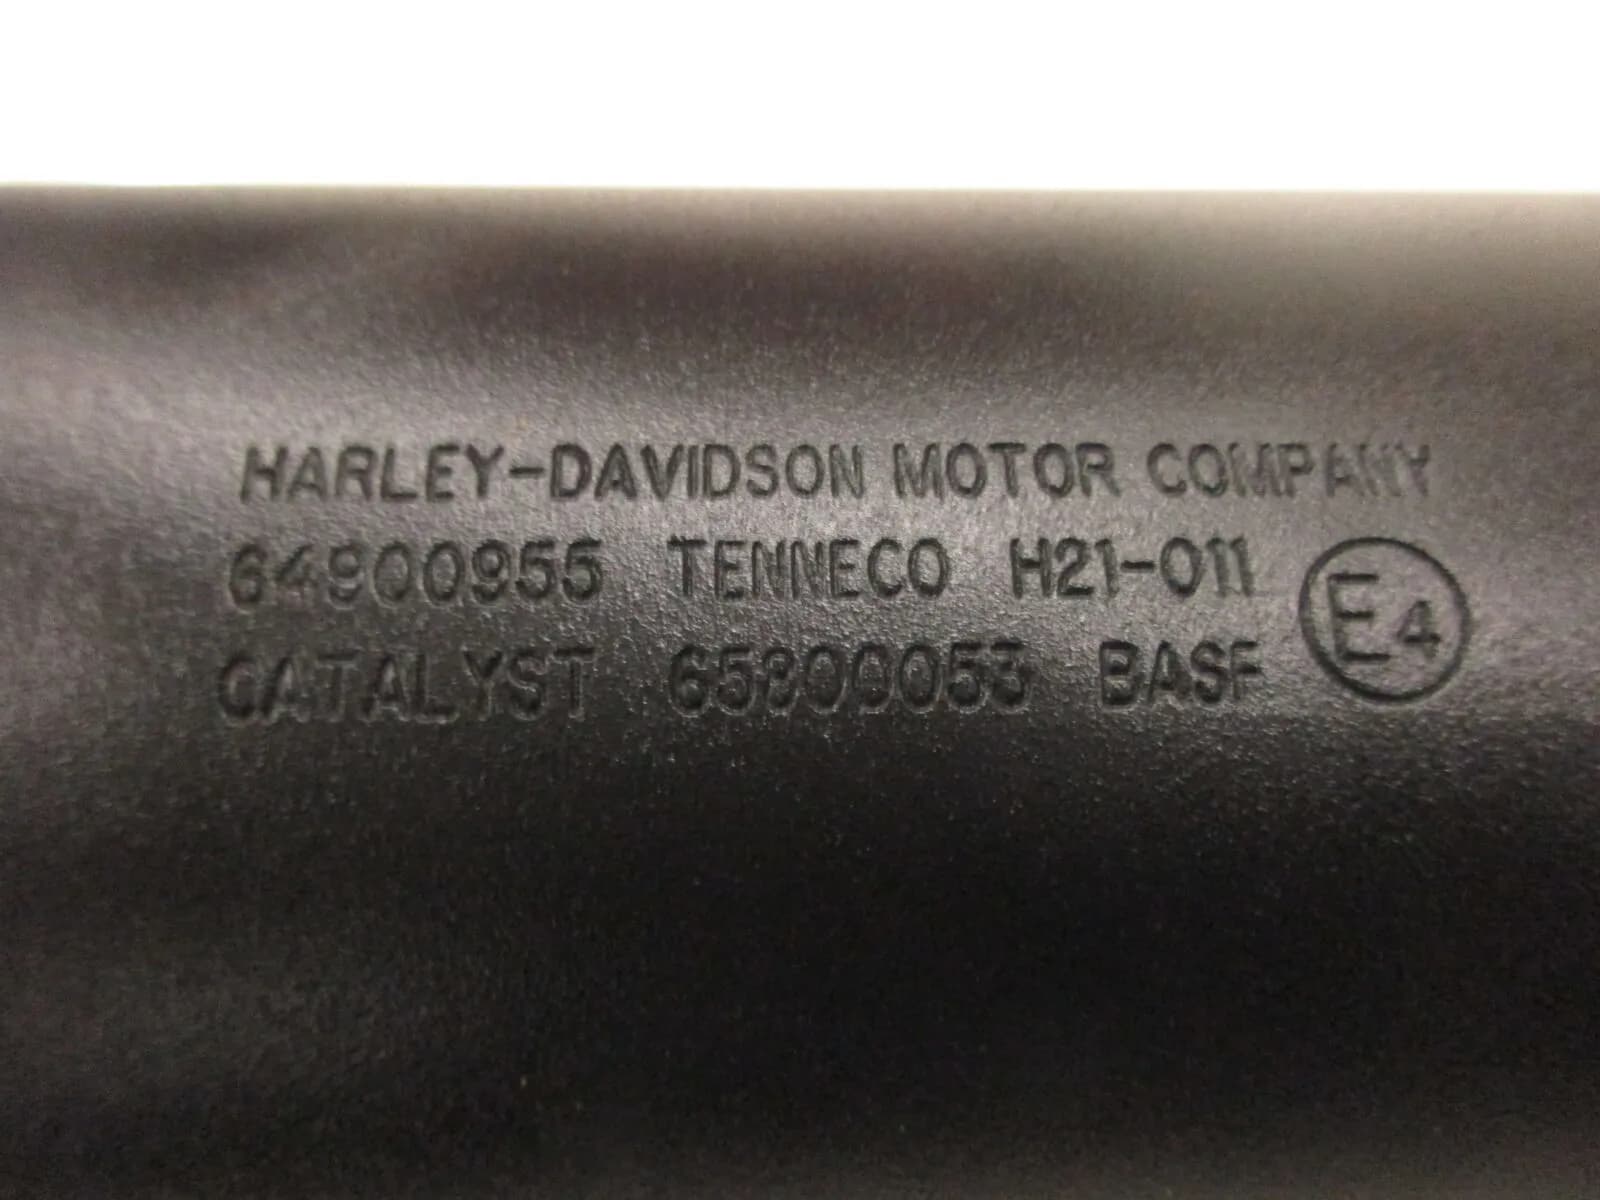 HARLEY-DAVIDSON MOTOR COMPANY
64900955 TENNECO H21-011
CATALYST 65800053 BASF
E4